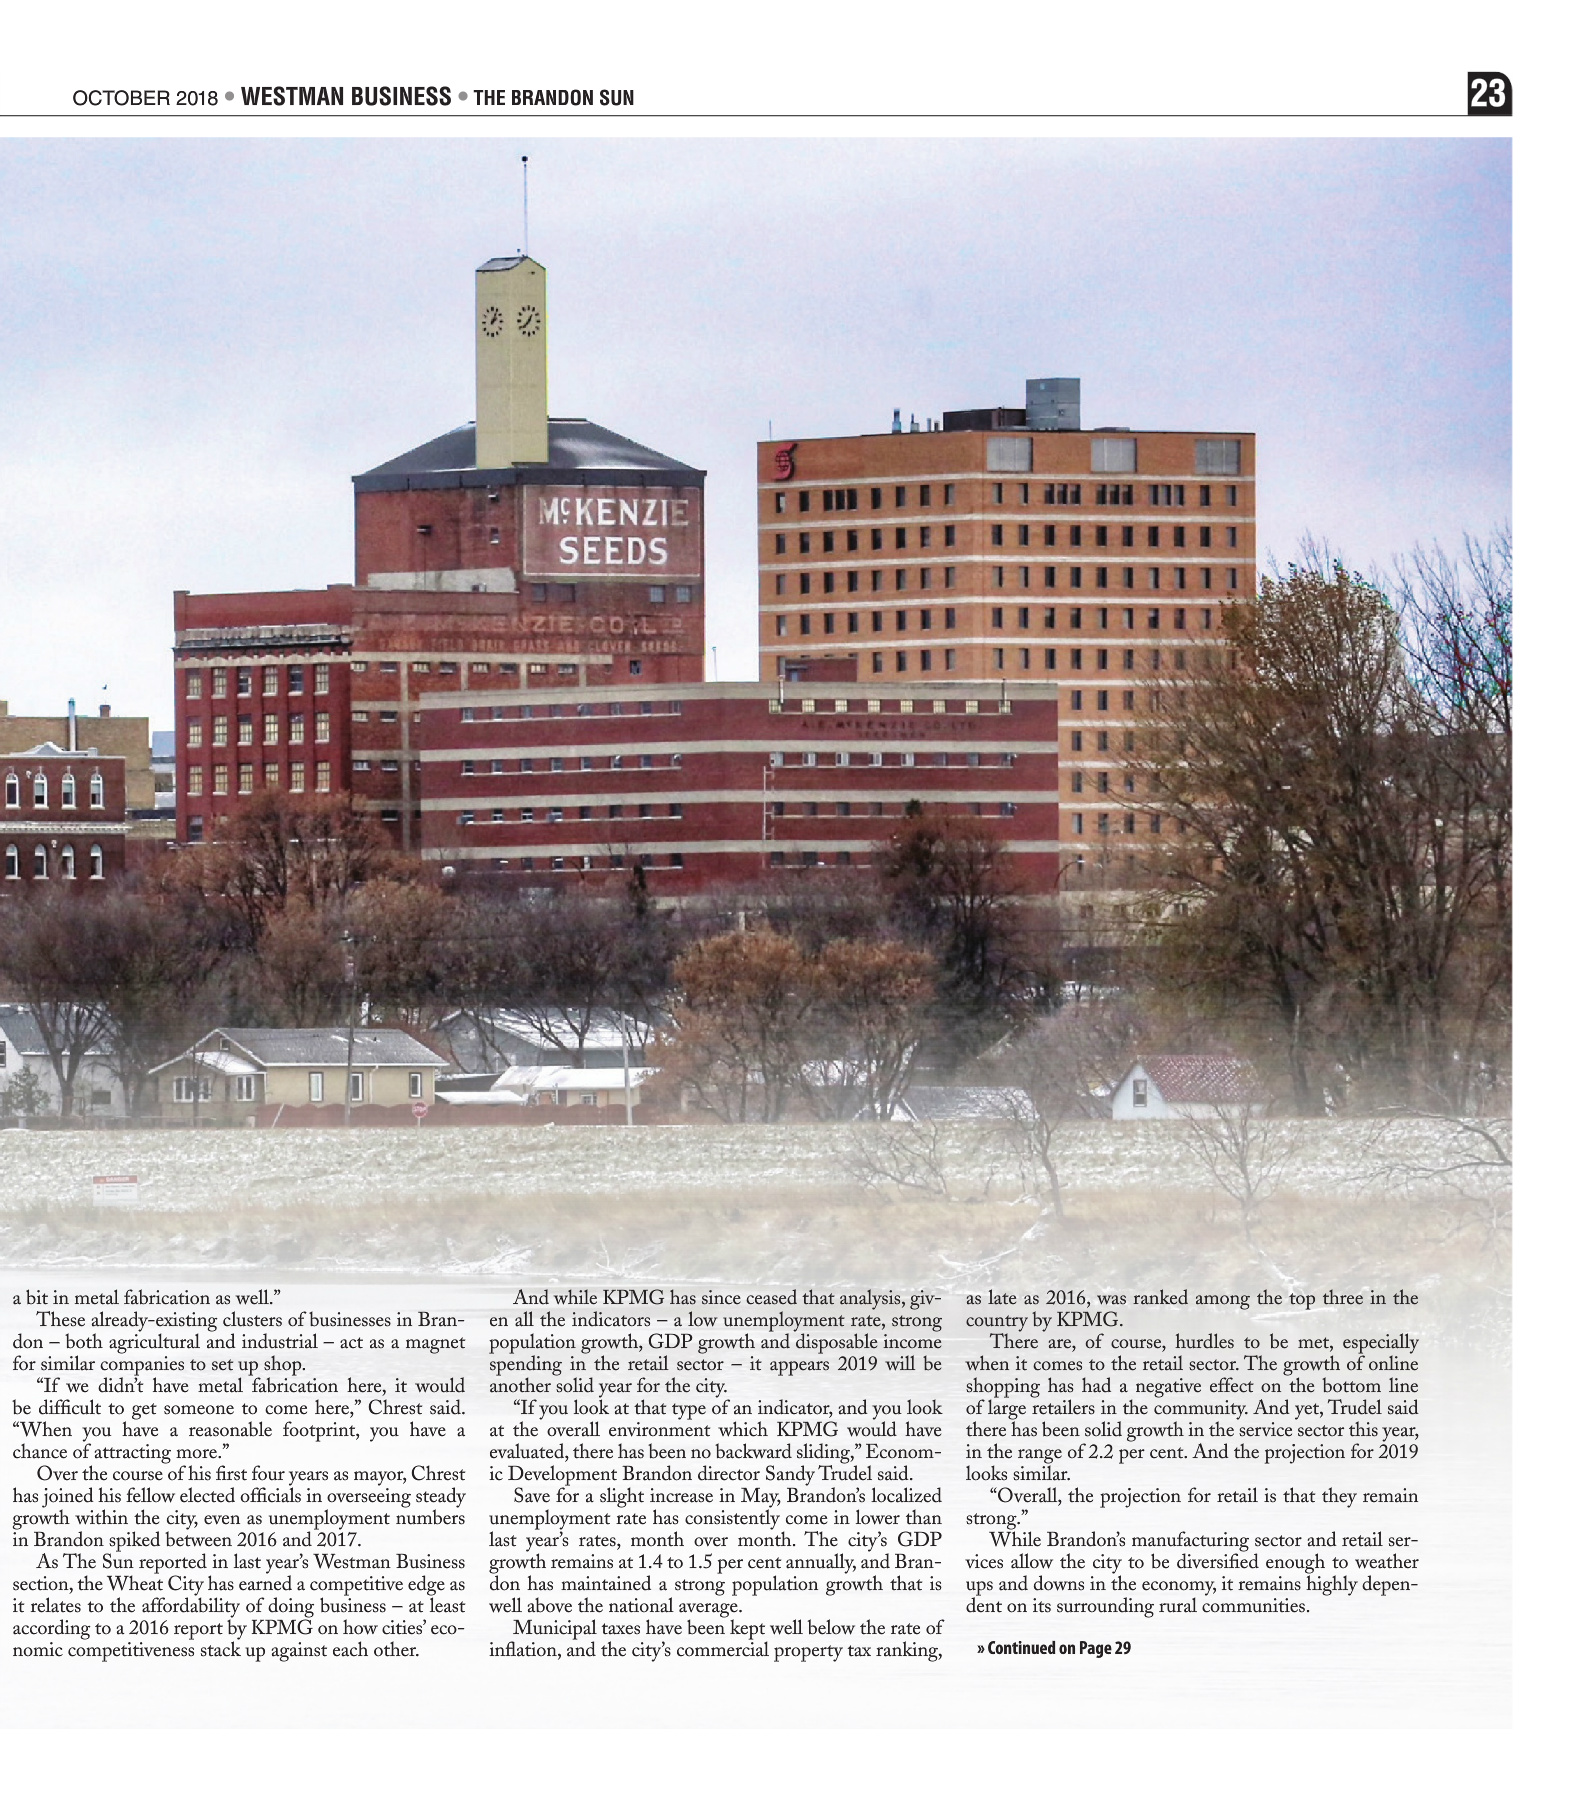 OCTOBER 2018 • WESTMAN BUSINESS • THE BRANDON SUN
23
McKENZIE
SEEDS
a bit in metal fabrication as well.”
These already-existing clusters of businesses in Bran-
don – both agricultural and industrial – act as a magnet
for similar companies to set up shop.
“If we didn’t have metal fabrication here, it would
be difficult to get someone to come here,” Chrest said.
“When you have a reasonable footprint, you have a
chance of attracting more.”
Over the course of his first four years as mayor, Chrest
has joined his fellow elected officials in overseeing steady
growth within the city, even as unemployment numbers
in Brandon spiked between 2016 and 2017.
As The Sun reported in last year’s Westman Business
section, the Wheat City has earned a competitive edge as
it relates to the affordability of doing business – at least
according to a 2016 report by KPMG on how cities’ eco-
nomic competitiveness stack up against each other.
And while KPMG has since ceased that analysis, giv-
en all the indicators – a low unemployment rate, strong
population growth, GDP growth and disposable income
spending in the retail sector – it appears 2019 will be
another solid year for the city.
“If you look at that type of an indicator, and you look
at the overall environment which KPMG would have
evaluated, there has been no backward sliding,” Econom-
ic Development Brandon director Sandy Trudel said.
Save for a slight increase in May, Brandon’s localized
unemployment rate has consistently come in lower than
last year’s rates, month over month. The city’s GDP
growth remains at 1.4 to 1.5 per cent annually, and Bran-
don has maintained a strong population growth that is
well above the national average.
Municipal taxes have been kept well below the rate of
inflation, and the city’s commercial property tax ranking,
as late as 2016, was ranked among the top three in the
country by KPMG.
There are, of course, hurdles to be met, especially
when it comes to the retail sector. The growth of online
shopping has had a negative effect on the bottom line
of large retailers in the community. And yet, Trudel said
there has been solid growth in the service sector this year,
in the range of 2.2 per cent. And the projection for 2019
looks similar.
“Overall, the projection for retail is that they remain
strong.”
While Brandon’s manufacturing sector and retail ser-
vices allow the city to be diversified enough to weather
ups and downs in the economy, it remains highly depen-
dent on its surrounding rural communities.
» Continued on Page 29